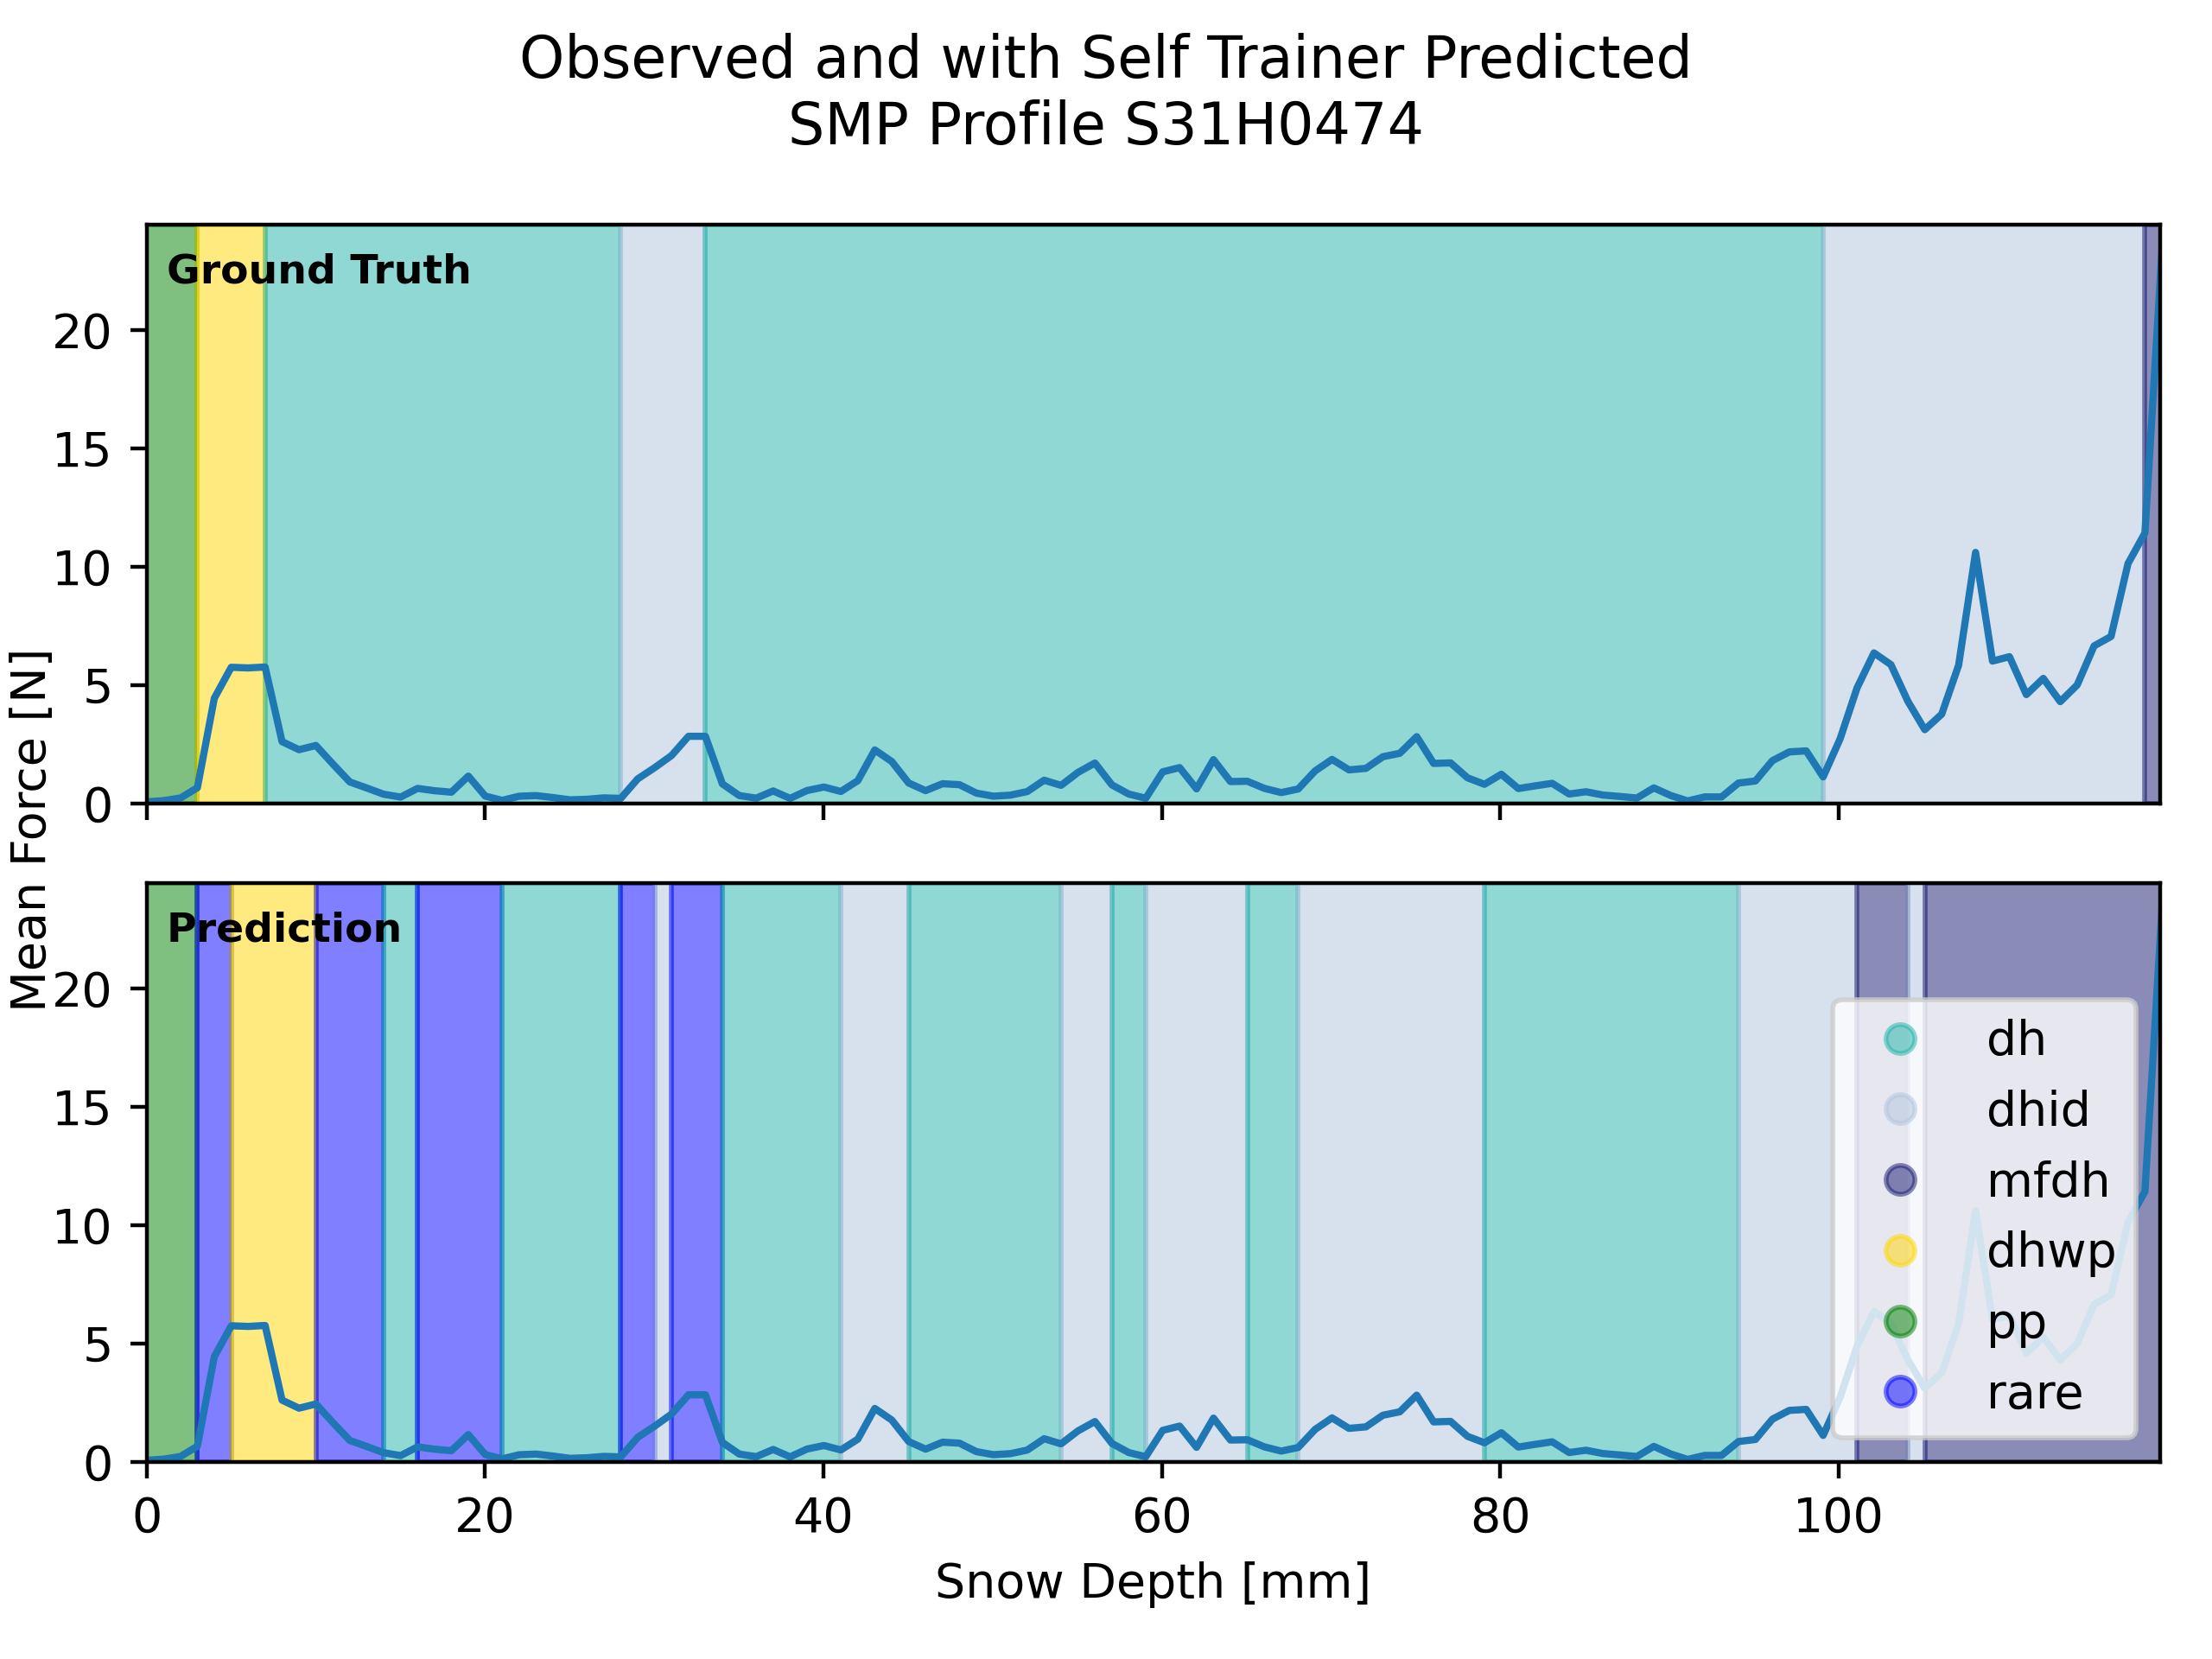 Observed and with Self Trainer Predicted
SMP Profile S31H0474
Mean Force [N]
Ground Truth
20
15
10
5
0
Prediction
20
15
10
5
0
dh
dhid
mfdh
dhwp
pp
rare
0 20 40 60 80 100
Snow Depth [mm]